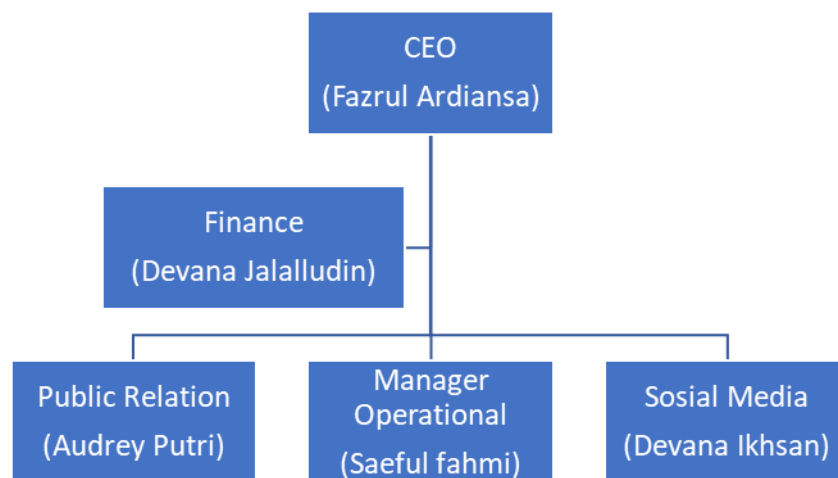 CEO
(Fazrul Ardiansa)
Finance
(Devana Jalalludin)
Public Relation
(Audrey Putri)
Manager
Operational
(Saeful fahmi)
Sosial Media
(Devana Ikhsan)